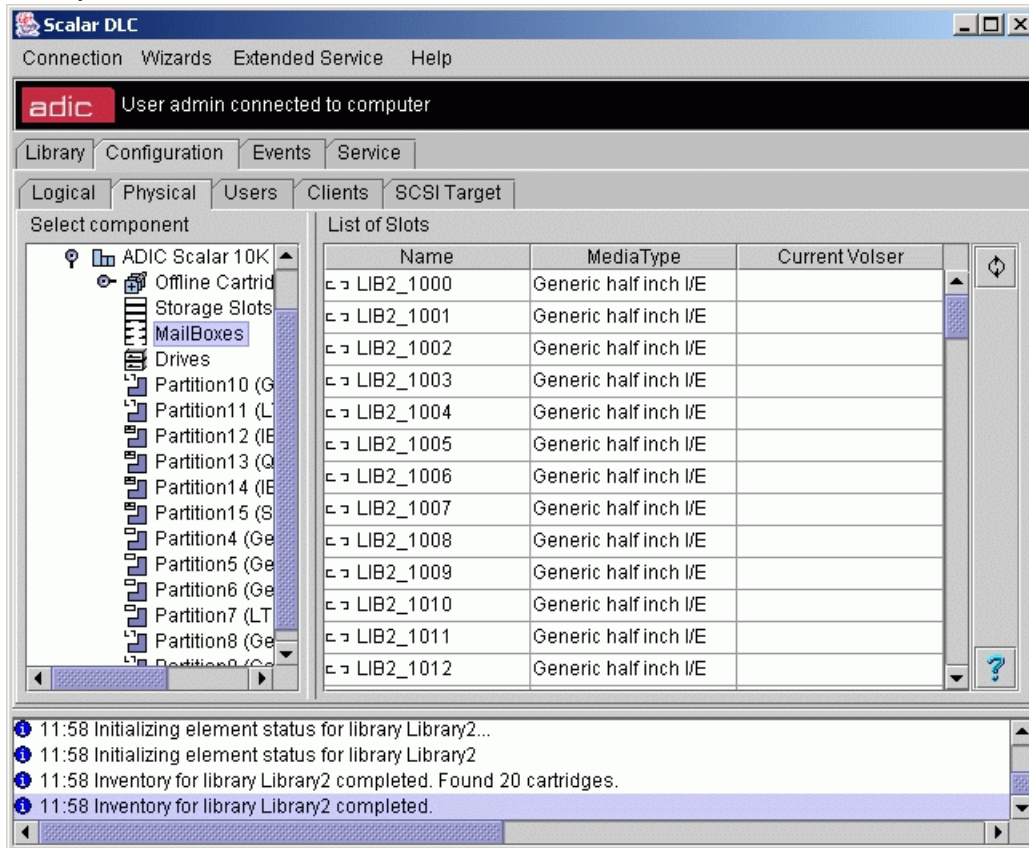 Scalar DLC
Connection Wizards Extended Service Help
adic User admin connected to computer
Library Configuration Events Service
Logical Physical Users Clients SCSI Target
Select component
ADIC Scalar 10K
Offline Cartrid
Storage Slots
MailBoxes
Drives
Partition10 (G
Partition11 (L
Partition12 (IE
Partition13 (Q
Partition14 (IE
Partition15 (S
Partition4 (Ge
Partition5 (Ge
Partition6 (Ge
Partition7 (LT
Partition8 (Ge
List of Slots
Name MediaType Current Volser
LIB2_1000 Generic half inch I/E
LIB2_1001 Generic half inch I/E
LIB2_1002 Generic half inch I/E
LIB2_1003 Generic half inch I/E
LIB2_1004 Generic half inch I/E
LIB2_1005 Generic half inch I/E
LIB2_1006 Generic half inch I/E
LIB2_1007 Generic half inch I/E
LIB2_1008 Generic half inch I/E
LIB2_1009 Generic half inch I/E
LIB2_1010 Generic half inch I/E
LIB2_1011 Generic half inch I/E
LIB2_1012 Generic half inch I/E
11:58 Initializing element status for library Library2...
11:58 Initializing element status for library Library2
11:58 Inventory for library Library2 completed. Found 20 cartridges.
11:58 Inventory for library Library2 completed.